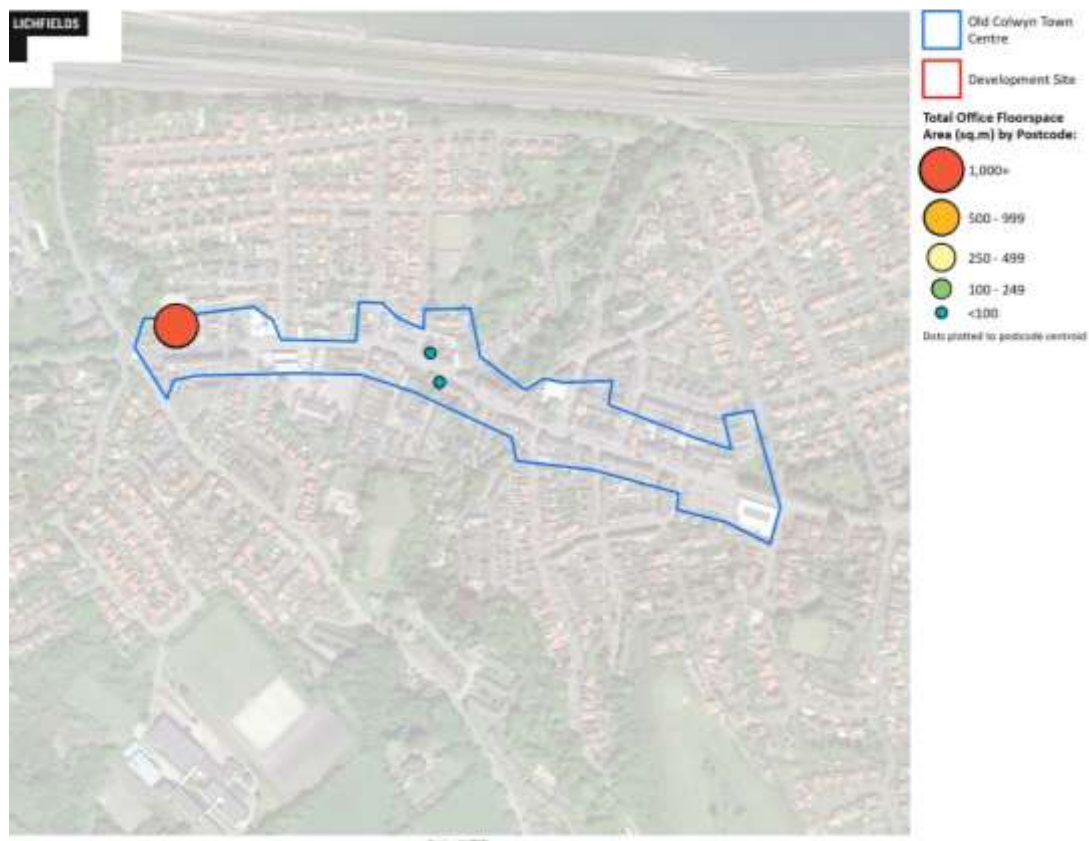 LICHFIELDS
Old Colwyn Town
Centre
Development Site
Total Office Floorspace
Area (sq.m) by Postcode:
1,000+
500 - 999
250 - 499
100 - 249
<100
Dots plotted to postcode centroid